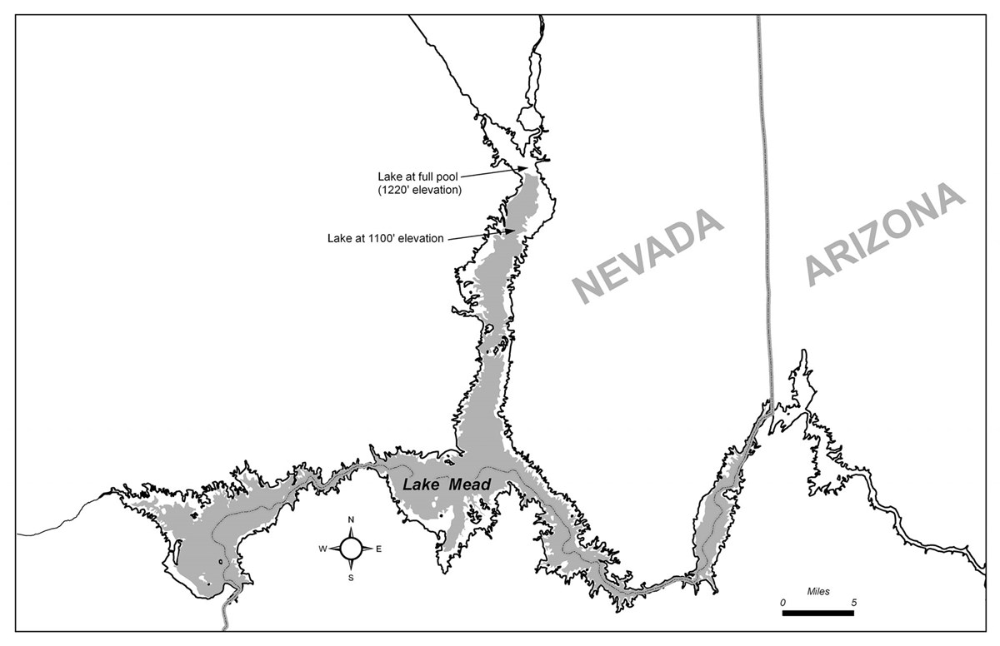 Lake at full pool
(1220' elevation)
Lake at 1100' elevation
NEVADA
ARIZONA
Lake Mead
N
W
E
S
Miles
0
5